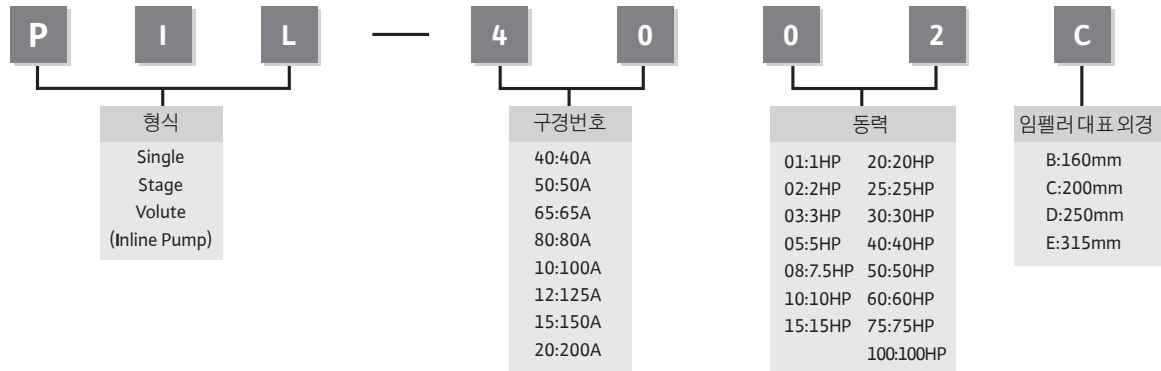 P I L — 4 0 0 2 C
형식
Single
Stage
Volute
(Inline Pump)
구경번호
40:40A
50:50A
65:65A
80:80A
10:100A
12:125A
15:150A
20:200A
동력
01:1HP 20:20HP
02:2HP 25:25HP
03:3HP 30:30HP
05:5HP 40:40HP
08:7.5HP 50:50HP
10:10HP 60:60HP
15:15HP 75:75HP
100:100HP
임펠러 대표 외경
B:160mm
C:200mm
D:250mm
E:315mm